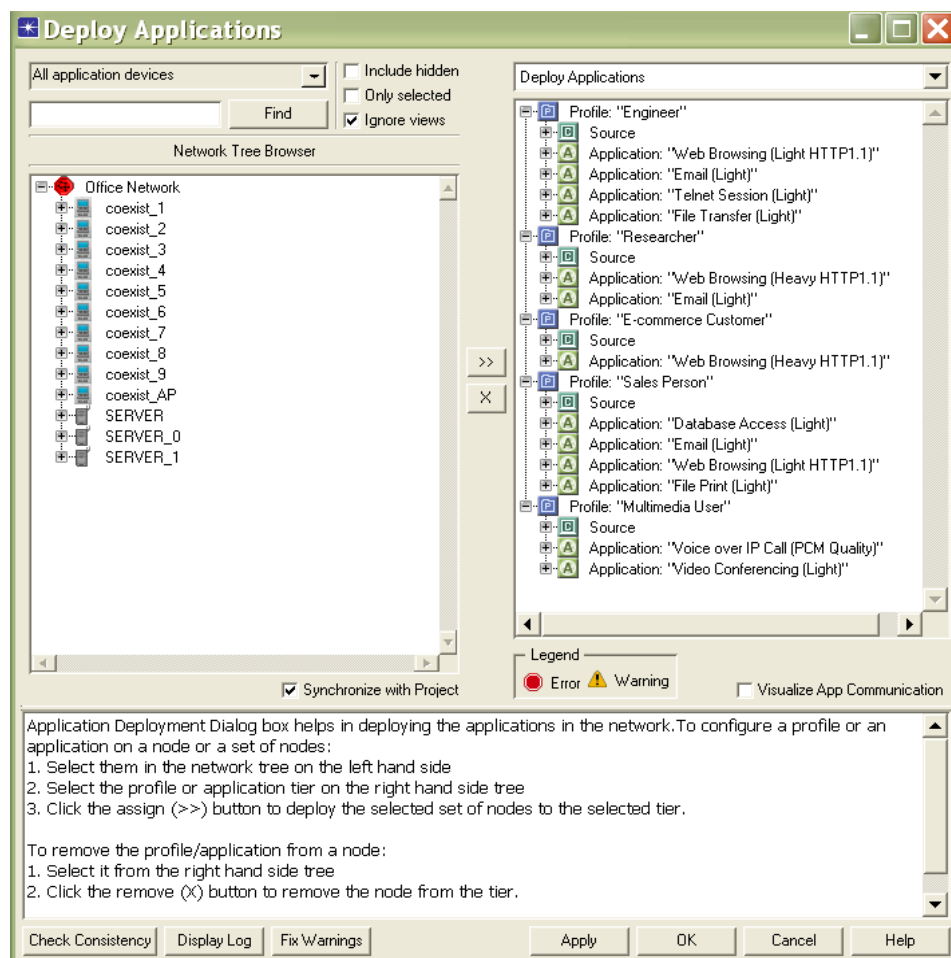 Deploy Applications
All application devices
Include hidden
Only selected
Find
Ignore views
Network Tree Browser
Office Network
coexist_1
coexist_2
coexist_3
coexist_4
coexist_5
coexist_6
coexist_7
coexist_8
coexist_9
coexist_AP
SERVER
SERVER_0
SERVER_1
Synchronize with Project
>>
X
Deploy Applications
Profile: "Engineer"
Source
Application: "Web Browsing (Light HTTP1.1)"
Application: "Email (Light)"
Application: "Telnet Session (Light)"
Application: "File Transfer (Light)"
Profile: "Researcher"
Source
Application: "Web Browsing (Heavy HTTP1.1)"
Application: "Email (Light)"
Profile: "E-commerce Customer"
Source
Application: "Web Browsing (Heavy HTTP1.1)"
Profile: "Sales Person"
Source
Application: "Database Access (Light)"
Application: "Email (Light)"
Application: "Web Browsing (Light HTTP1.1)"
Application: "File Print (Light)"
Profile: "Multimedia User"
Source
Application: "Voice over IP Call (PCM Quality)"
Application: "Video Conferencing (Light)"
Legend
Error Warning
Visualize App Communication
Application Deployment Dialog box helps in deploying the applications in the network.To configure a profile or an
application on a node or a set of nodes:
1. Select them in the network tree on the left hand side
2. Select the profile or application tier on the right hand side tree
3. Click the assign (>>) button to deploy the selected set of nodes to the selected tier.
To remove the profile/application from a node:
1. Select it from the right hand side tree
2. Click the remove (X) button to remove the node from the tier.
Check Consistency Display Log Fix Warnings Apply OK Cancel Help